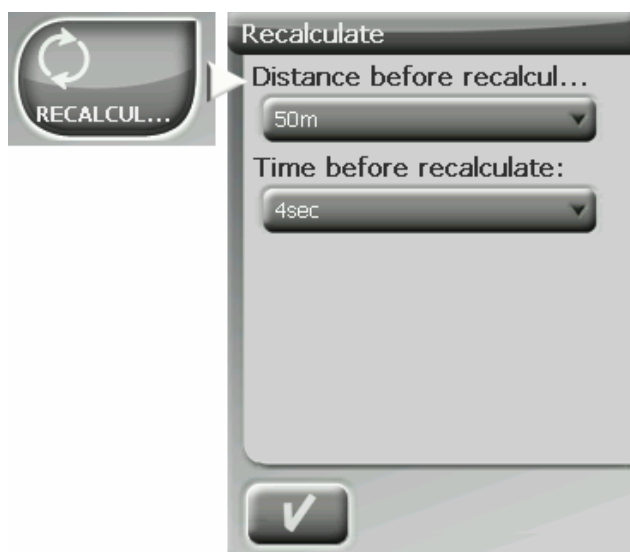 RECALCUL...
Recalculate
Distance before recalcul...
50m
Time before recalculate:
4sec